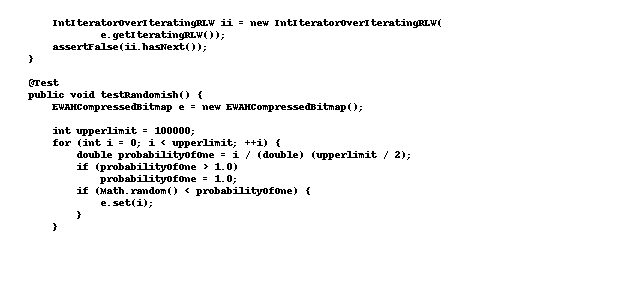 IntIteratorOverIteratingRLW ii = new IntIteratorOverIteratingRLW(
e.getIteratingRLW());
assertFalse(ii.hasNext());
}
@Test
public void testRandomish() {
EWAHCompressedBitmap e = new EWAHCompressedBitmap();
int upperlimit = 100000;
for (int i = 0; i < upperlimit; ++i) {
double probabilityOfOne = i / (double) (upperlimit / 2);
if (probabilityOfOne > 1.0)
probabilityOfOne = 1.0;
if (Math.random() < probabilityOfOne) {
e.set(i);
}
}